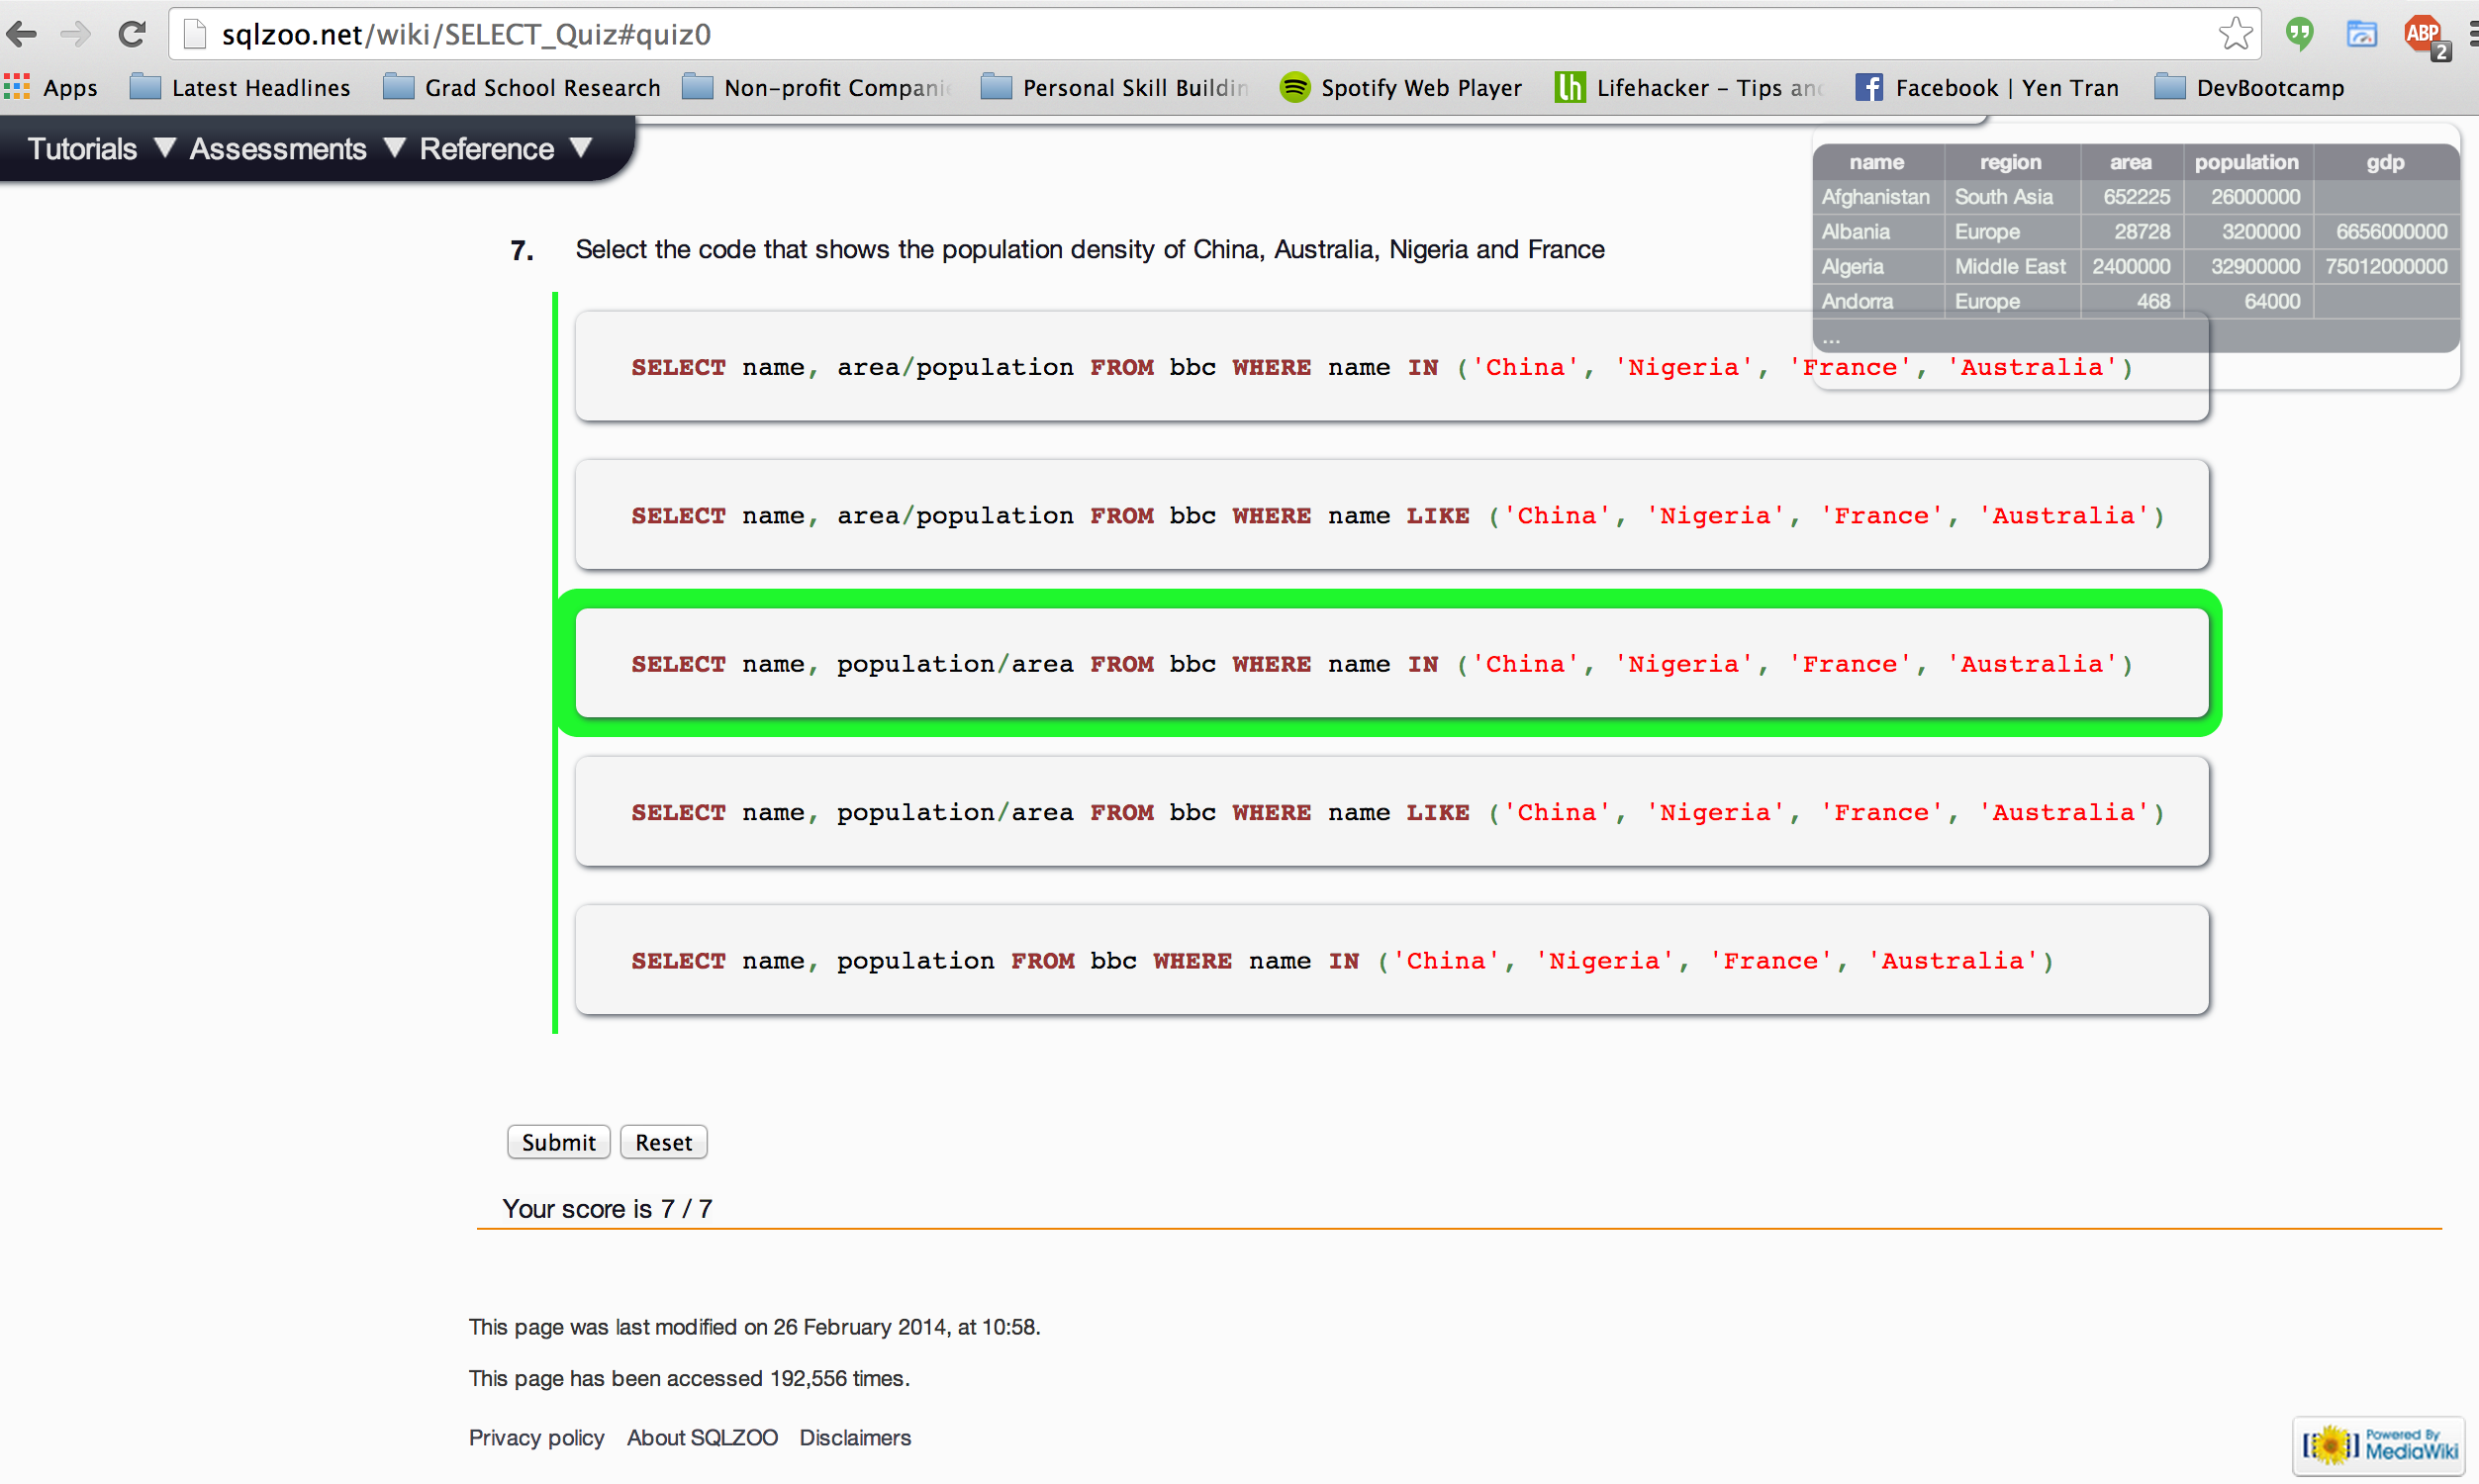 sqlzoo.net/wiki/SELECT_Quiz#quiz0
ABP
2
Apps Latest Headlines Grad School Research Non-profit Compani Personal Skill Buildin Spotify Web Player lh Lifehacker – Tips and Facebook | Yen Tran DevBootcamp
Tutorials ▼ Assessments ▼ Reference ▼
name region area population gdp
Afghanistan South Asia 652225 26000000
Albania Europe 28728 3200000 6656000000
Algeria Middle East 2400000 32900000 75012000000
Andorra Europe 468 64000
...
7. Select the code that shows the population density of China, Australia, Nigeria and France
SELECT name, area/population FROM bbc WHERE name IN ('China', 'Nigeria', 'France', 'Australia')
SELECT name, area/population FROM bbc WHERE name LIKE ('China', 'Nigeria', 'France', 'Australia')
SELECT name, population/area FROM bbc WHERE name IN ('China', 'Nigeria', 'France', 'Australia')
SELECT name, population/area FROM bbc WHERE name LIKE ('China', 'Nigeria', 'France', 'Australia')
SELECT name, population FROM bbc WHERE name IN ('China', 'Nigeria', 'France', 'Australia')
Submit Reset
Your score is 7 / 7
This page was last modified on 26 February 2014, at 10:58.
This page has been accessed 192,556 times.
Privacy policy About SQLZOO Disclaimers
Powered By
MediaWiki